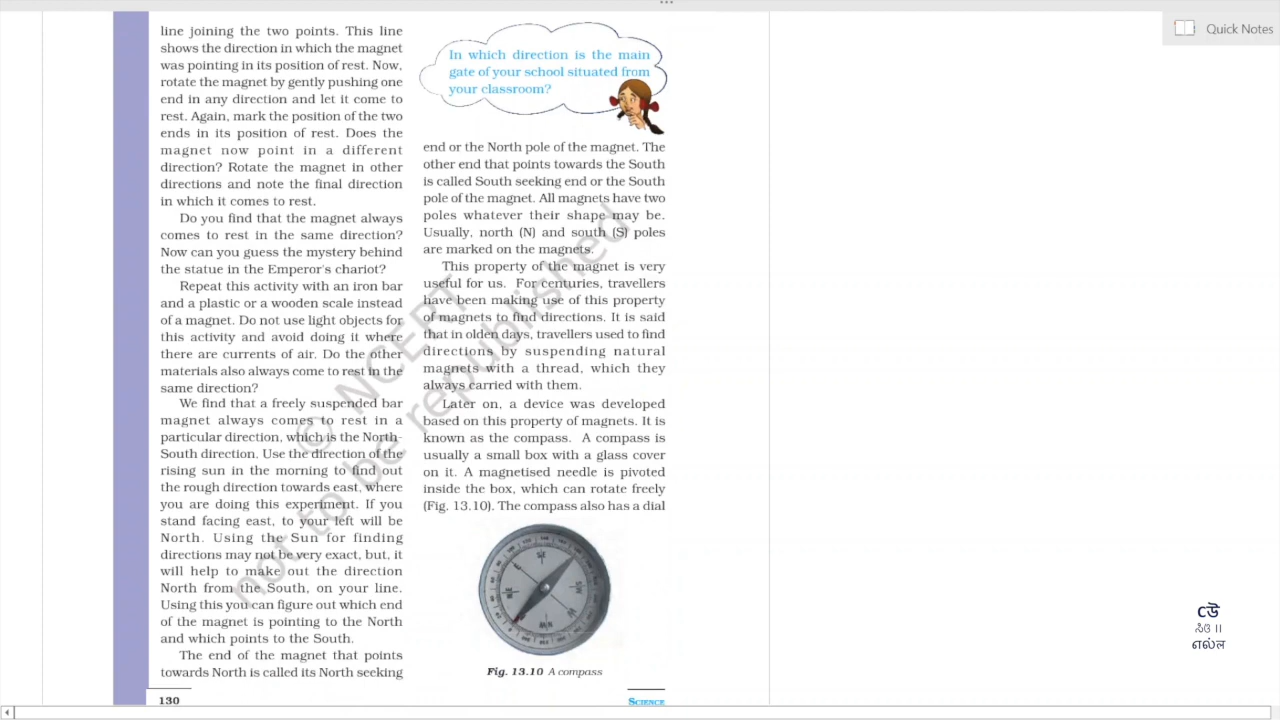 Quick Notes
line joining the two points. This line
shows the direction in which the magnet
was pointing in its position of rest. Now,
rotate the magnet by gently pushing one
end in any direction and let it come to
rest. Again, mark the position of the two
ends in its position of rest. Does the
magnet now point in a different
direction? Rotate the magnet in other
directions and note the final direction
in which it comes to rest.
Do you find that the magnet always
comes to rest in the same direction?
Now can you guess the mystery behind
the statue in the Emperor's chariot?
Repeat this activity with an iron bar
and a plastic or a wooden scale instead
of a magnet. Do not use light objects for
this activity and avoid doing it where
there are currents of air. Do the other
materials also always come to rest in the
same direction?
We find that a freely suspended bar
magnet always comes to rest in a
particular direction, which is the North-
South direction. Use the direction of the
rising sun in the morning to find out
the rough direction towards east, where
you are doing this experiment. If you
stand facing east, to your left will be
North. Using the Sun for finding
directions may not be very exact, but, it
will help to make out the direction
North from the South, on your line.
Using this you can figure out which end
of the magnet is pointing to the North
and which points to the South.
The end of the magnet that points
towards North is called its North seeking
130
In which direction is the main
gate of your school situated from
your classroom?
end or the North pole of the magnet. The
other end that points towards the South
is called South seeking end or the South
pole of the magnet. All magnets have two
poles whatever their shape may be.
Usually, north (N) and south (S) poles
are marked on the magnets.
This property of the magnet is very
useful for us. For centuries, travellers
have been making use of this property
of magnets to find directions. It is said
that in olden days, travellers used to find
directions by suspending natural
magnets with a thread, which they
always carried with them.
Later on, a device was developed
based on this property of magnets. It is
known as the compass. A compass is
usually a small box with a glass cover
on it. A magnetised needle is pivoted
inside the box, which can rotate freely
(Fig. 13.10). The compass also has a dial
SE
SW
W
NW
Fig. 13.10 A compass
SCIENCE
© NCERT
not to be republished
எல்ல